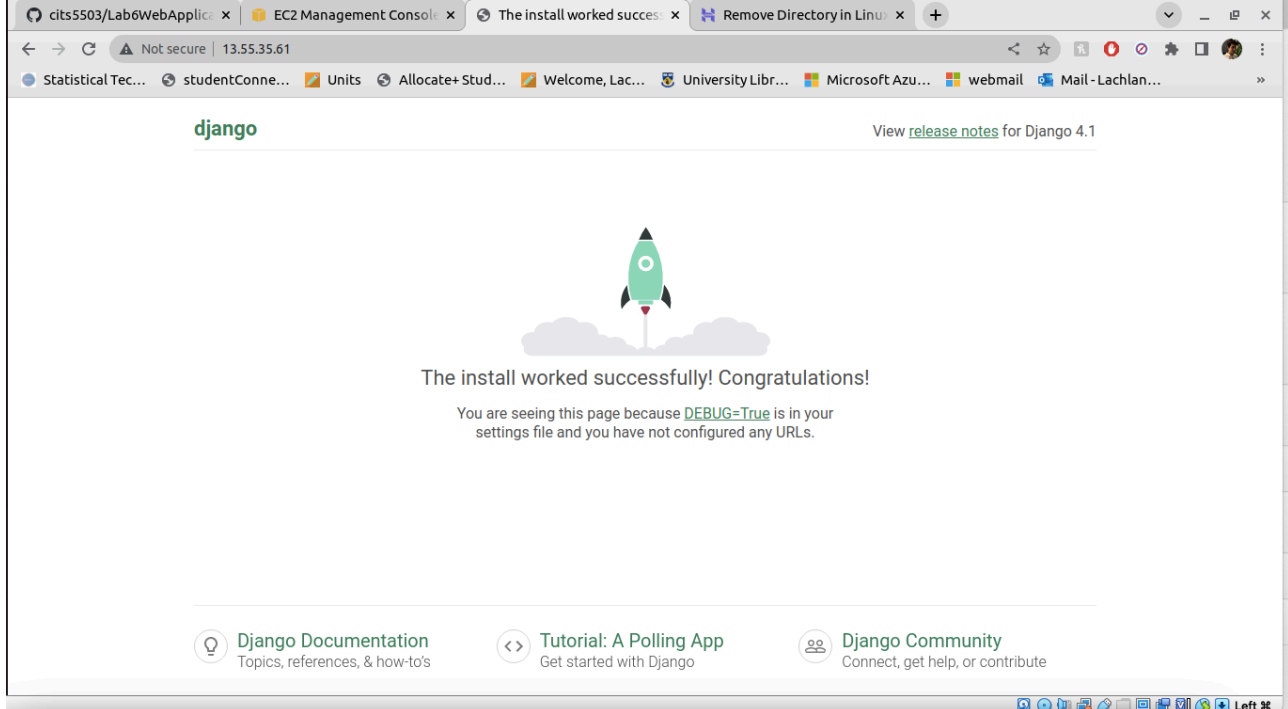 cits5503/Lab6WebApplica
EC2 Management Console
The install worked succes
Remove Directory in Linu
Not secure | 13.55.35.61
Statistical Tec...
studentConne...
Units
Allocate+ Stud...
Welcome, Lac...
University Libr...
Microsoft Azu...
webmail
Mail - Lachlan...
»
django
View release notes for Django 4.1
The install worked successfully! Congratulations!
You are seeing this page because DEBUG=True is in your
settings file and you have not configured any URLs.
Django Documentation
Topics, references, & how-to's
Tutorial: A Polling App
Get started with Django
Django Community
Connect, get help, or contribute
Left ⌘